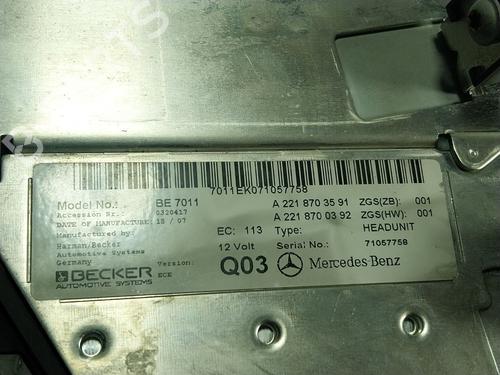 7011EK071057758
Model No.: BE 7011 A 221 870 35 91 ZGS(ZB): 001
Accession Nr.: 0320417 A 221 870 03 92 ZGS(HW): 001
DATE OF MANUFACTURE: 15 / 07
Manufactured by: EC: 113 Type: HEADUNIT
Harman/Becker 12 Volt Serial No.: 71057758
Automotive Systems
Germany Version: Q03 Mercedes-Benz
BECKER ECE
AUTOMOTIVE SYSTEMS